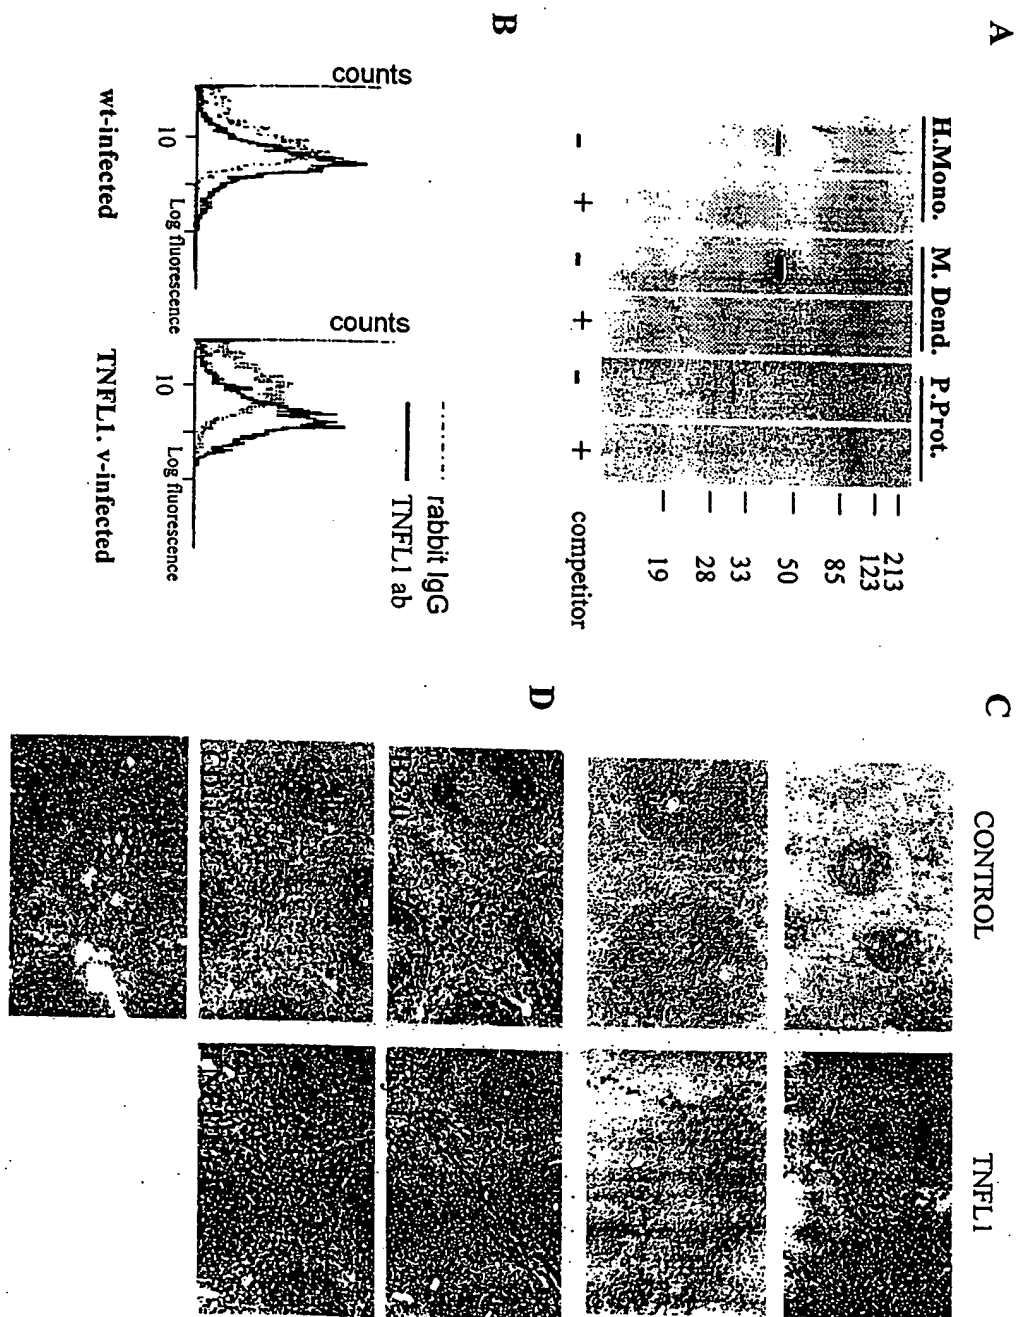 A
H.Mono. M. Dend. P.Prot.
213
123
85
50
33
28
19
- + - + - + competitor
B
rabbit IgG
TNFL1 ab
counts
10
Log fluorescence
wt-infected
counts
10
Log fluorescence
TNFL1. v-infected
C
CONTROL TNFL1
D
B220